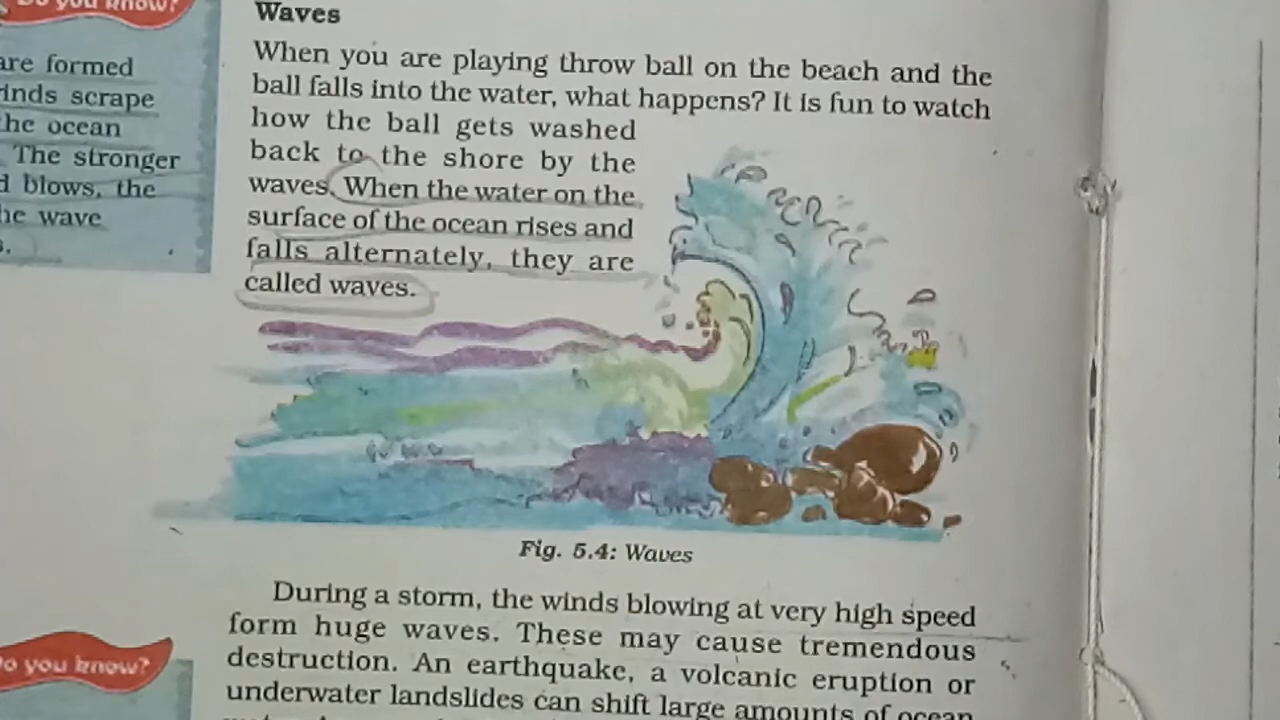 you know?
are formed
inds scrape
he ocean
The stronger
d blows, the
he wave
s.
Waves
When you are playing throw ball on the beach and the
ball falls into the water, what happens? It is fun to watch
how the ball gets washed
back to the shore by the
waves. When the water on the
surface of the ocean rises and
falls alternately, they are
called waves.
Fig. 5.4: Waves
During a storm, the winds blowing at very high speed
form huge waves. These may cause tremendous
destruction. An earthquake, a volcanic eruption or
underwater landslides can shift large amounts of ocean
o you know?